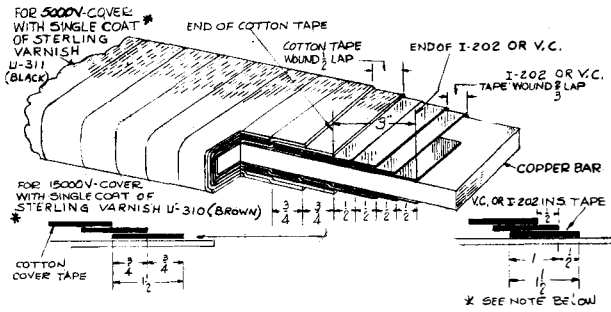 FOR 5000V-COVER *
WITH SINGLE COAT
OF STERLING
VARNISH
U-311
(BLACK)
END OF COTTON TAPE
COTTON TAPE
WOUND 1/2 LAP
END OF I-202 OR V.C.
I-202 OR V.C.
TAPE WOUND 2/3 LAP
3"
COPPER BAR
FOR 15000V-COVER
WITH SINGLE COAT OF
* STERLING VARNISH U-310 (BROWN)
3/4 3/4 1/2 1/2 1/2 1/2
V.C. OR I-202 INS. TAPE
1/2
COTTON
COVER TAPE
3/4 3/4
1 1/2
1 1/2
1 1/2
* SEE NOTE BELOW